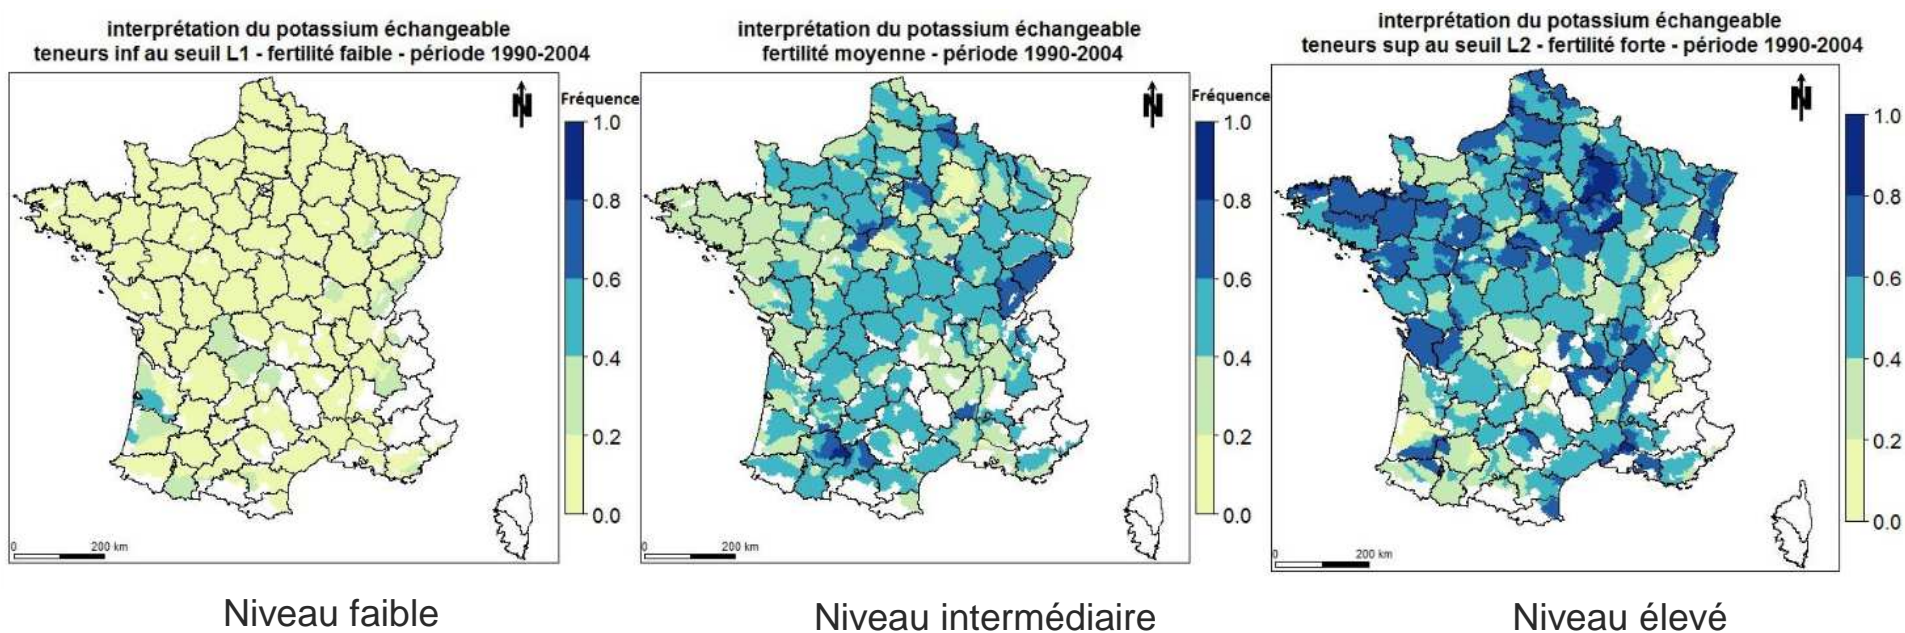 interprétation du potassium échangeable
teneurs inf au seuil L1 - fertilité faible - période 1990-2004
N
Fréquence
1.0
0.8
0.6
0.4
0.2
0.0
0 200 km
Niveau faible
interprétation du potassium échangeable
fertilité moyenne - période 1990-2004
N
Fréquence
1.0
0.8
0.6
0.4
0.2
0.0
0 200 km
Niveau intermédiaire
interprétation du potassium échangeable
teneurs sup au seuil L2 - fertilité forte - période 1990-2004
N
1.0
0.8
0.6
0.4
0.2
0.0
0 200 km
Niveau élevé